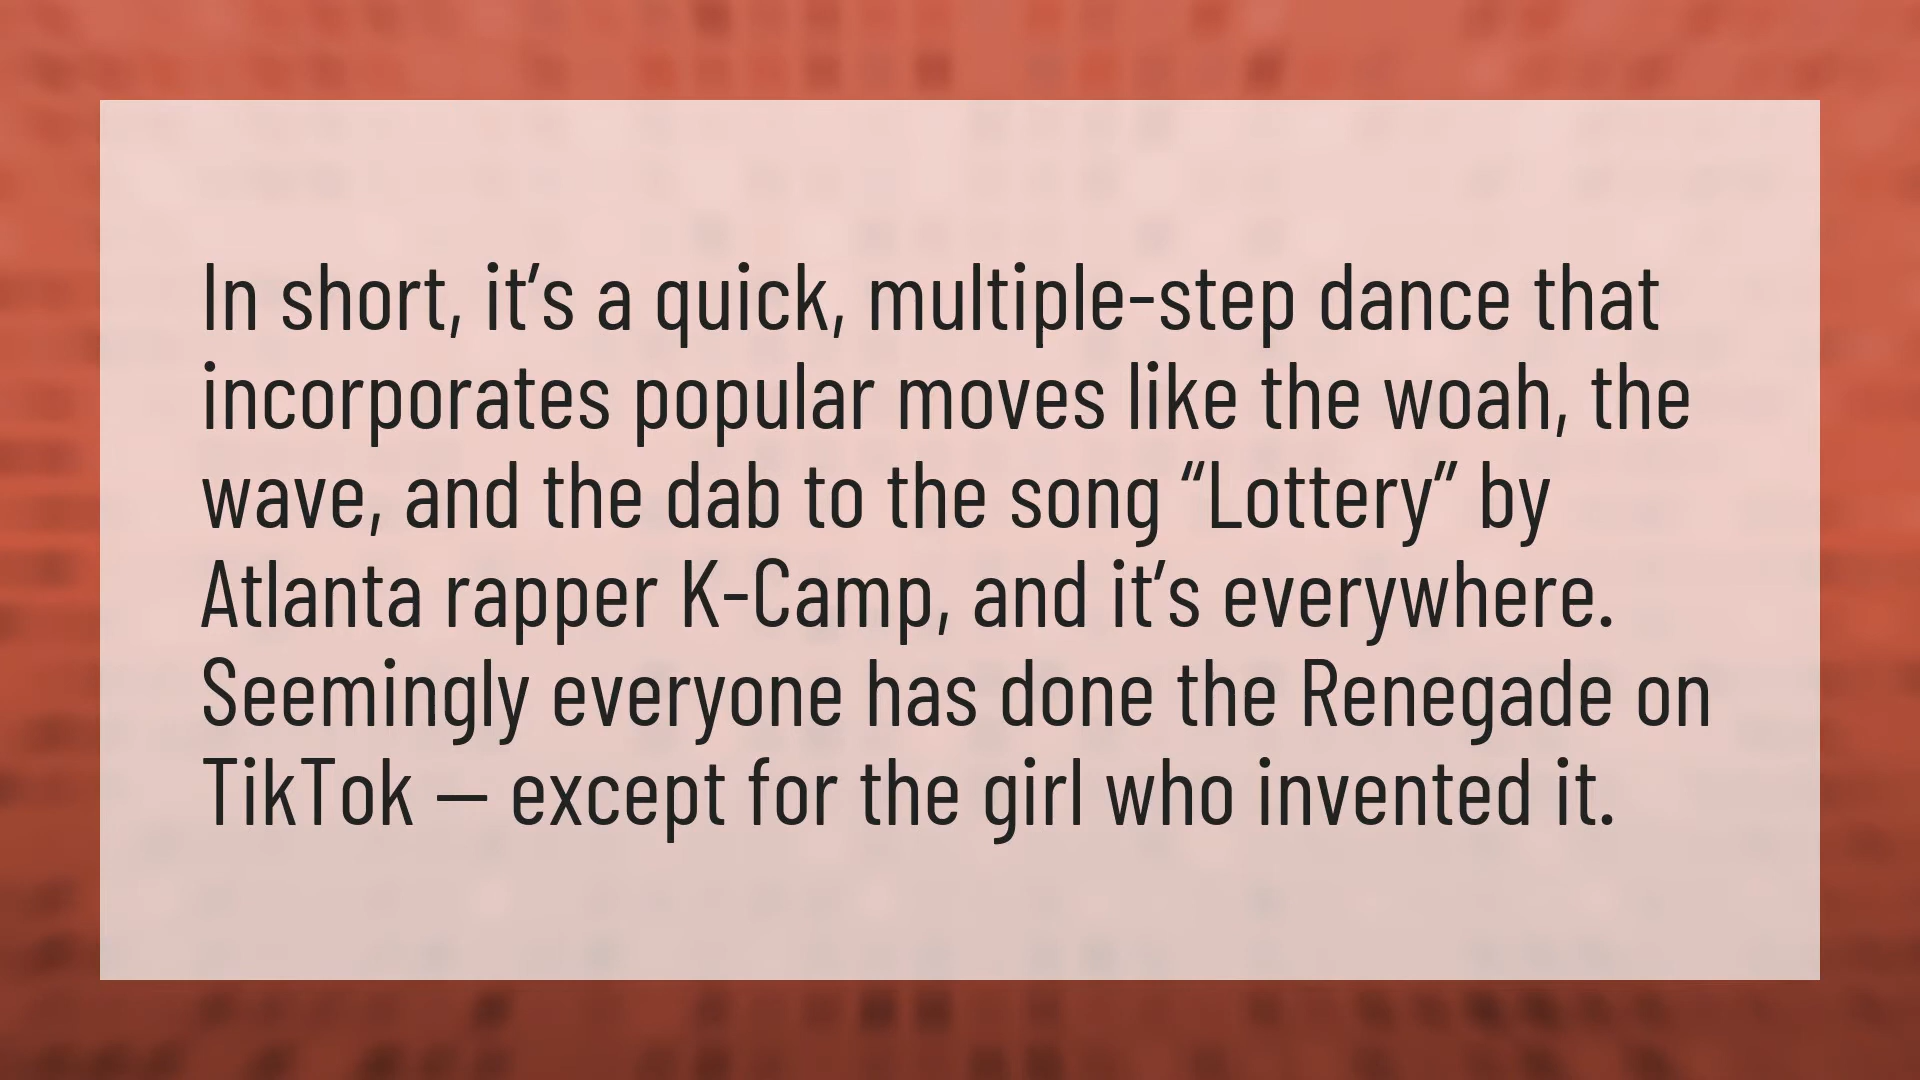 In short, it’s a quick, multiple-step dance that
incorporates popular moves like the woah, the
wave, and the dab to the song “Lottery” by
Atlanta rapper K-Camp, and it’s everywhere.
Seemingly everyone has done the Renegade on
TikTok — except for the girl who invented it.